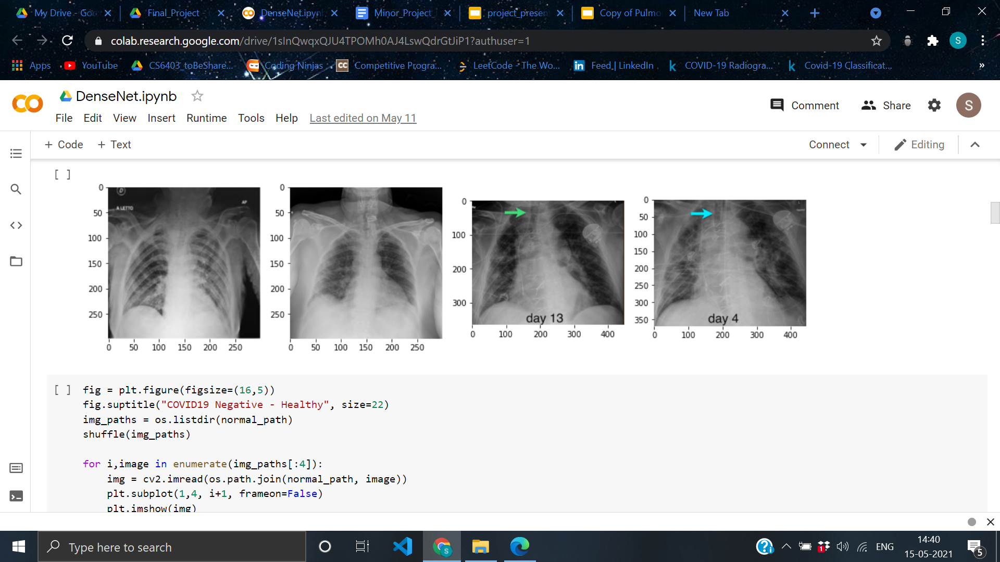 My Drive - Goo
Final_Project -
DenseNet.ipynb
Minor_Project_
project_presen
Copy of Pulmo
New Tab
colab.research.google.com/drive/1sInQwqxQJU4TPOMh0AJ4LswQdrGtJiP1?authuser=1
S
Apps
YouTube
CS6403_toBeShare...
Coding Ninjas
CC
Competitive Progra...
LeetCode - The Wo...
in
Feed | LinkedIn
k
COVID-19 Radiogra...
k
Covid-19 Classificat...
»
DenseNet.ipynb
File Edit View Insert Runtime Tools Help Last edited on May 11
Comment
Share
S
+ Code + Text
Connect
Editing
[ ]
0
50
100
150
200
250
0 50 100 150 200 250
D
A LETTO
AP
0
50
100
150
200
250
0 50 100 150 200 250
0
100
200
300
0 100 200 300 400
day 13
0
50
100
150
200
250
300
350
0 100 200 300 400
day 4
[ ]
fig = plt.figure(figsize=(16,5))
fig.suptitle("COVID19 Negative - Healthy", size=22)
img_paths = os.listdir(normal_path)
shuffle(img_paths)
for i,image in enumerate(img_paths[:4]):
img = cv2.imread(os.path.join(normal_path, image))
plt.subplot(1,4, i+1, frameon=False)
plt.imshow(img)
Type here to search
S
1
ENG
14:40
15-05-2021
5